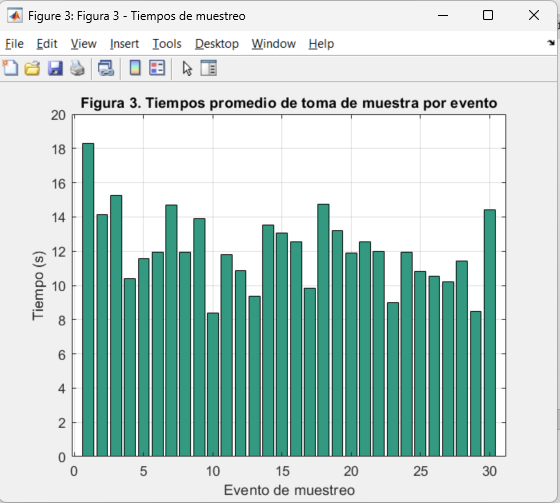 Figure 3: Figura 3 - Tiempos de muestreo
File Edit View Insert Tools Desktop Window Help
Figura 3. Tiempos promedio de toma de muestra por evento
20
18
16
14
12
10
8
6
4
2
0
Tiempo (s)
0 5 10 15 20 25 30
Evento de muestreo